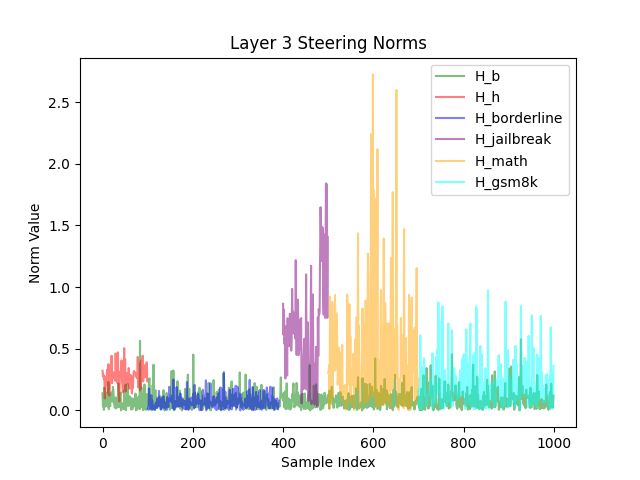 Layer 3 Steering Norms
H_b
H_h
H_borderline
H_jailbreak
H_math
H_gsm8k
Norm Value
2.5
2.0
1.5
1.0
0.5
0.0
0 200 400 600 800 1000
Sample Index